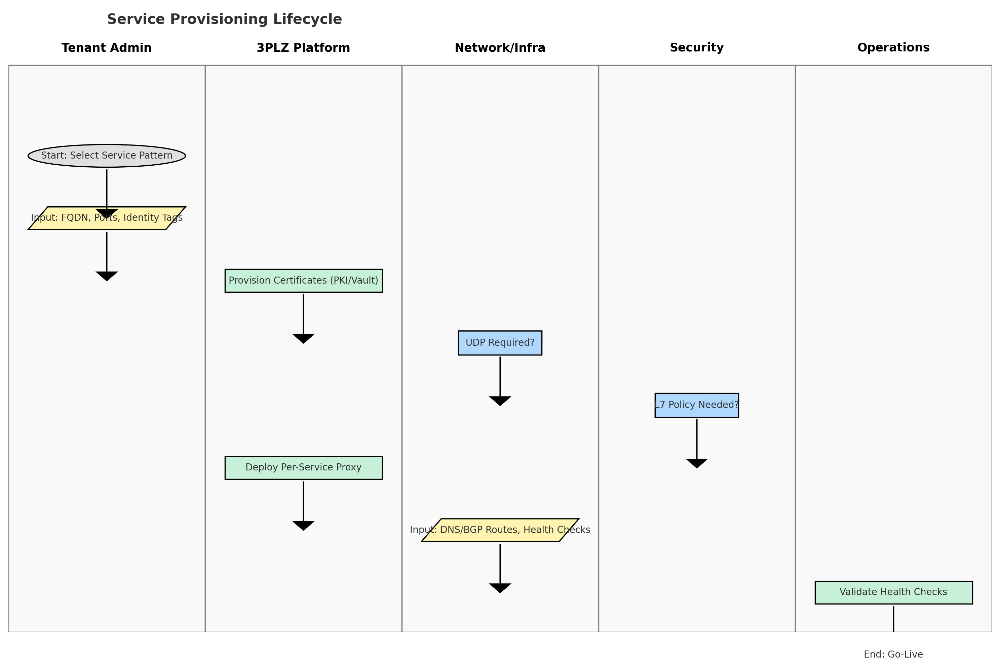 Service Provisioning Lifecycle
Tenant Admin
3PLZ Platform
Network/Infra
Security
Operations
Start: Select Service Pattern
Input: FQDN, Ports, Identity Tags
Provision Certificates (PKI/Vault)
UDP Required?
L7 Policy Needed?
Deploy Per-Service Proxy
Input: DNS/BGP Routes, Health Checks
Validate Health Checks
End: Go-Live